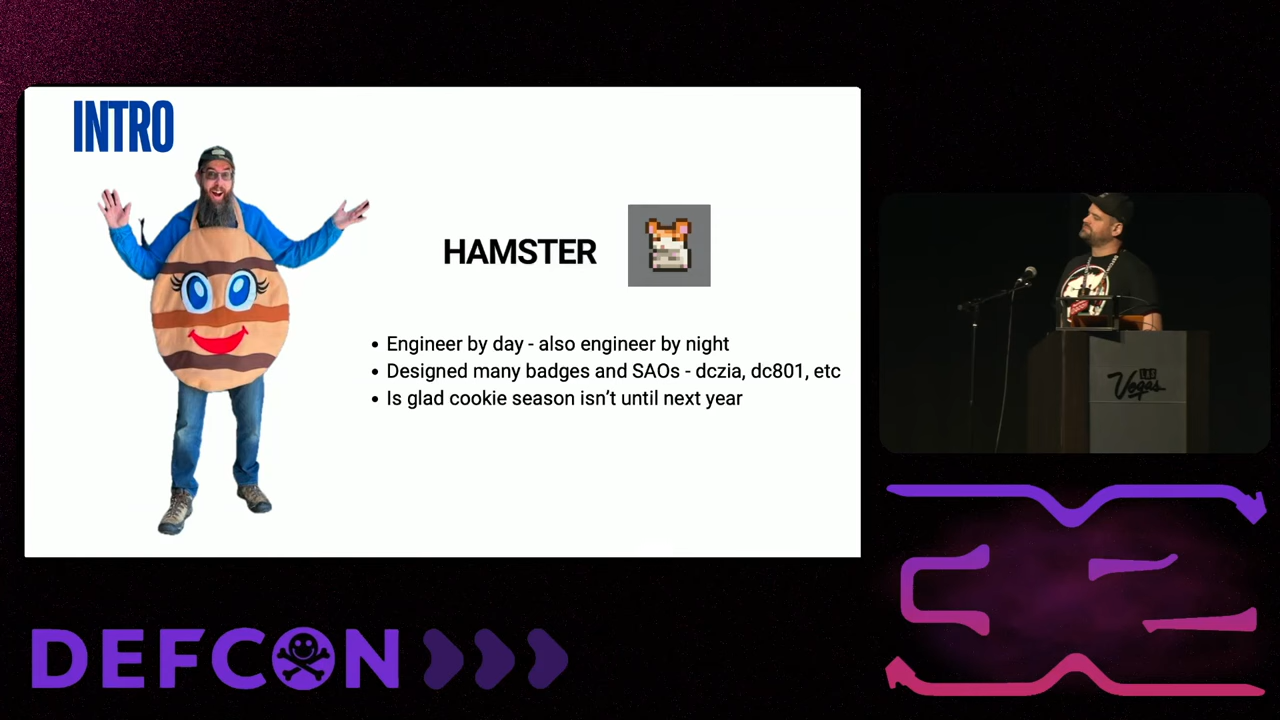 INTRO
HAMSTER
• Engineer by day - also engineer by night
• Designed many badges and SAOs - dczia, dc801, etc
• Is glad cookie season isn’t until next year
LAS
Vegas
DEFCON